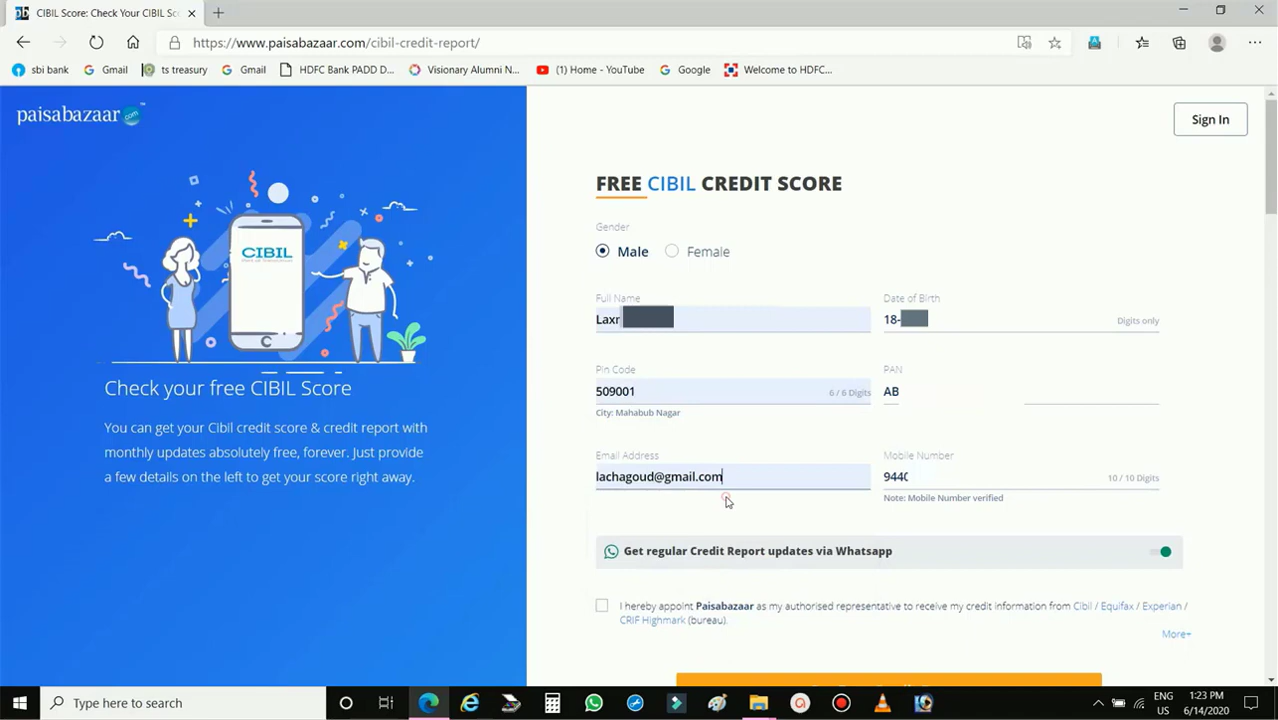 CIBIL Score: Check Your CIBIL Sc
https://www.paisabazaar.com/cibil-credit-report/
sbi bank Gmail ts treasury Gmail HDFC Bank PADD D... Visionary Alumni N... (1) Home - YouTube Google Welcome to HDFC...
paisabazaar.com™
Sign In
CIBIL
Check your free CIBIL Score
You can get your Cibil credit score & credit report with
monthly updates absolutely free, forever. Just provide
a few details on the left to get your score right away.
FREE CIBIL CREDIT SCORE
Gender
Male Female
Full Name Date of Birth
Laxr 18- Digits only
Pin Code PAN
509001 6 / 6 Digits AB
City: Mahabub Nagar
Email Address Mobile Number
lachagoud@gmail.com 944 10 / 10 Digits
Note: Mobile Number verified
Get regular Credit Report updates via Whatsapp
I hereby appoint Paisabazaar as my authorised representative to receive my credit information from Cibil / Equifax / Experian /
CRIF Highmark (bureau).
More+
Type here to search
ENG
US
1:23 PM
6/14/2020